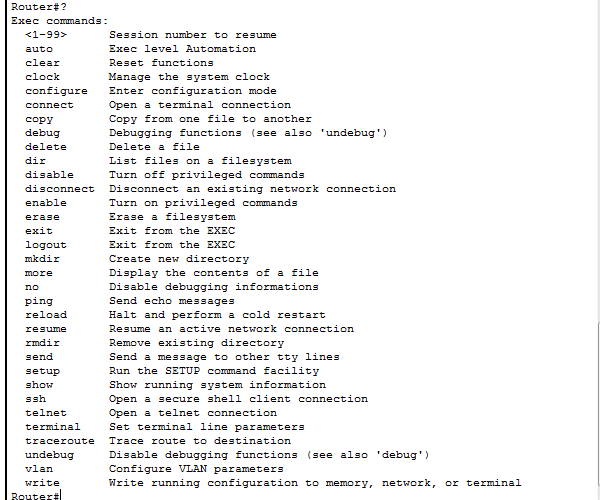 Router#?
Exec commands:
  <1-99>      Session number to resume
  auto        Exec level Automation
  clear       Reset functions
  clock       Manage the system clock
  configure   Enter configuration mode
  connect     Open a terminal connection
  copy        Copy from one file to another
  debug       Debugging functions (see also 'undebug')
  delete      Delete a file
  dir         List files on a filesystem
  disable     Turn off privileged commands
  disconnect  Disconnect an existing network connection
  enable      Turn on privileged commands
  erase       Erase a filesystem
  exit        Exit from the EXEC
  logout      Exit from the EXEC
  mkdir       Create new directory
  more        Display the contents of a file
  no          Disable debugging informations
  ping        Send echo messages
  reload      Halt and perform a cold restart
  resume      Resume an active network connection
  rmdir       Remove existing directory
  send        Send a message to other tty lines
  setup       Run the SETUP command facility
  show        Show running system information
  ssh         Open a secure shell client connection
  telnet      Open a telnet connection
  terminal    Set terminal line parameters
  traceroute  Trace route to destination
  undebug     Disable debugging functions (see also 'debug')
  vlan        Configure VLAN parameters
  write       Write running configuration to memory, network, or terminal
Router#